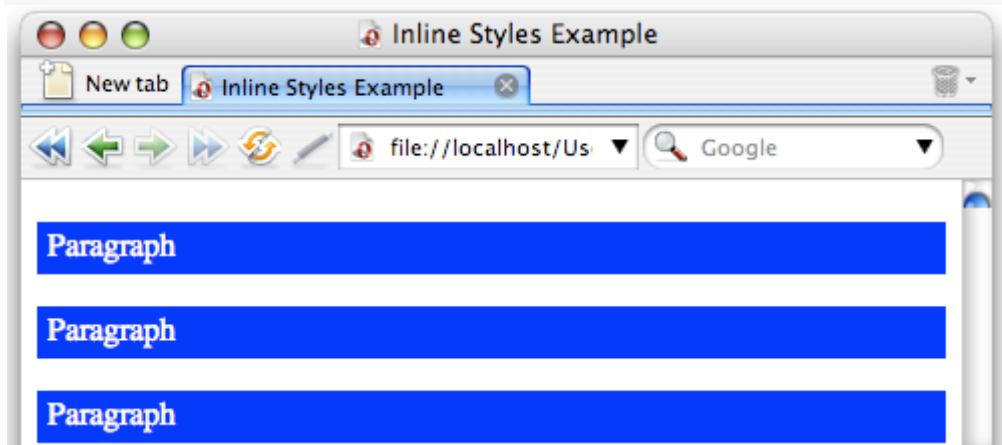 Inline Styles Example
New tab Inline Styles Example
file://localhost/Us Google
Paragraph
Paragraph
Paragraph